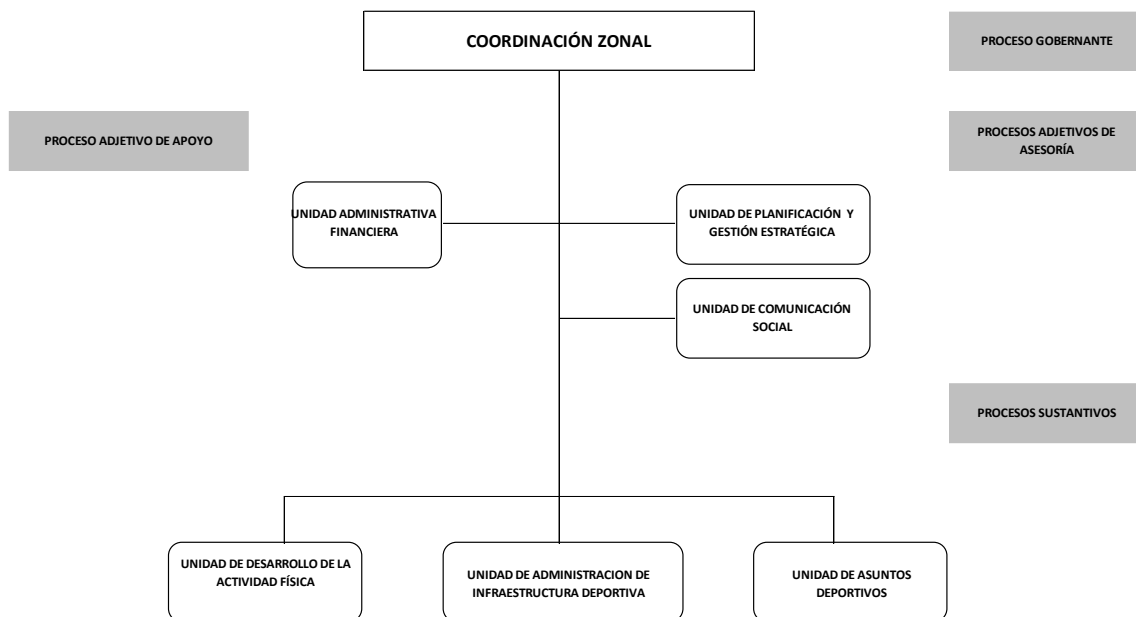 COORDINACIÓN ZONAL
PROCESO GOBERNANTE
PROCESO ADJETIVO DE APOYO
PROCESOS ADJETIVOS DE
ASESORÍA
UNIDAD ADMINISTRATIVA
FINANCIERA
UNIDAD DE PLANIFICACIÓN Y
GESTIÓN ESTRATÉGICA
UNIDAD DE COMUNICACIÓN
SOCIAL
PROCESOS SUSTANTIVOS
UNIDAD DE DESARROLLO DE LA
ACTIVIDAD FÍSICA
UNIDAD DE ADMINISTRACION DE
INFRAESTRUCTURA DEPORTIVA
UNIDAD DE ASUNTOS
DEPORTIVOS